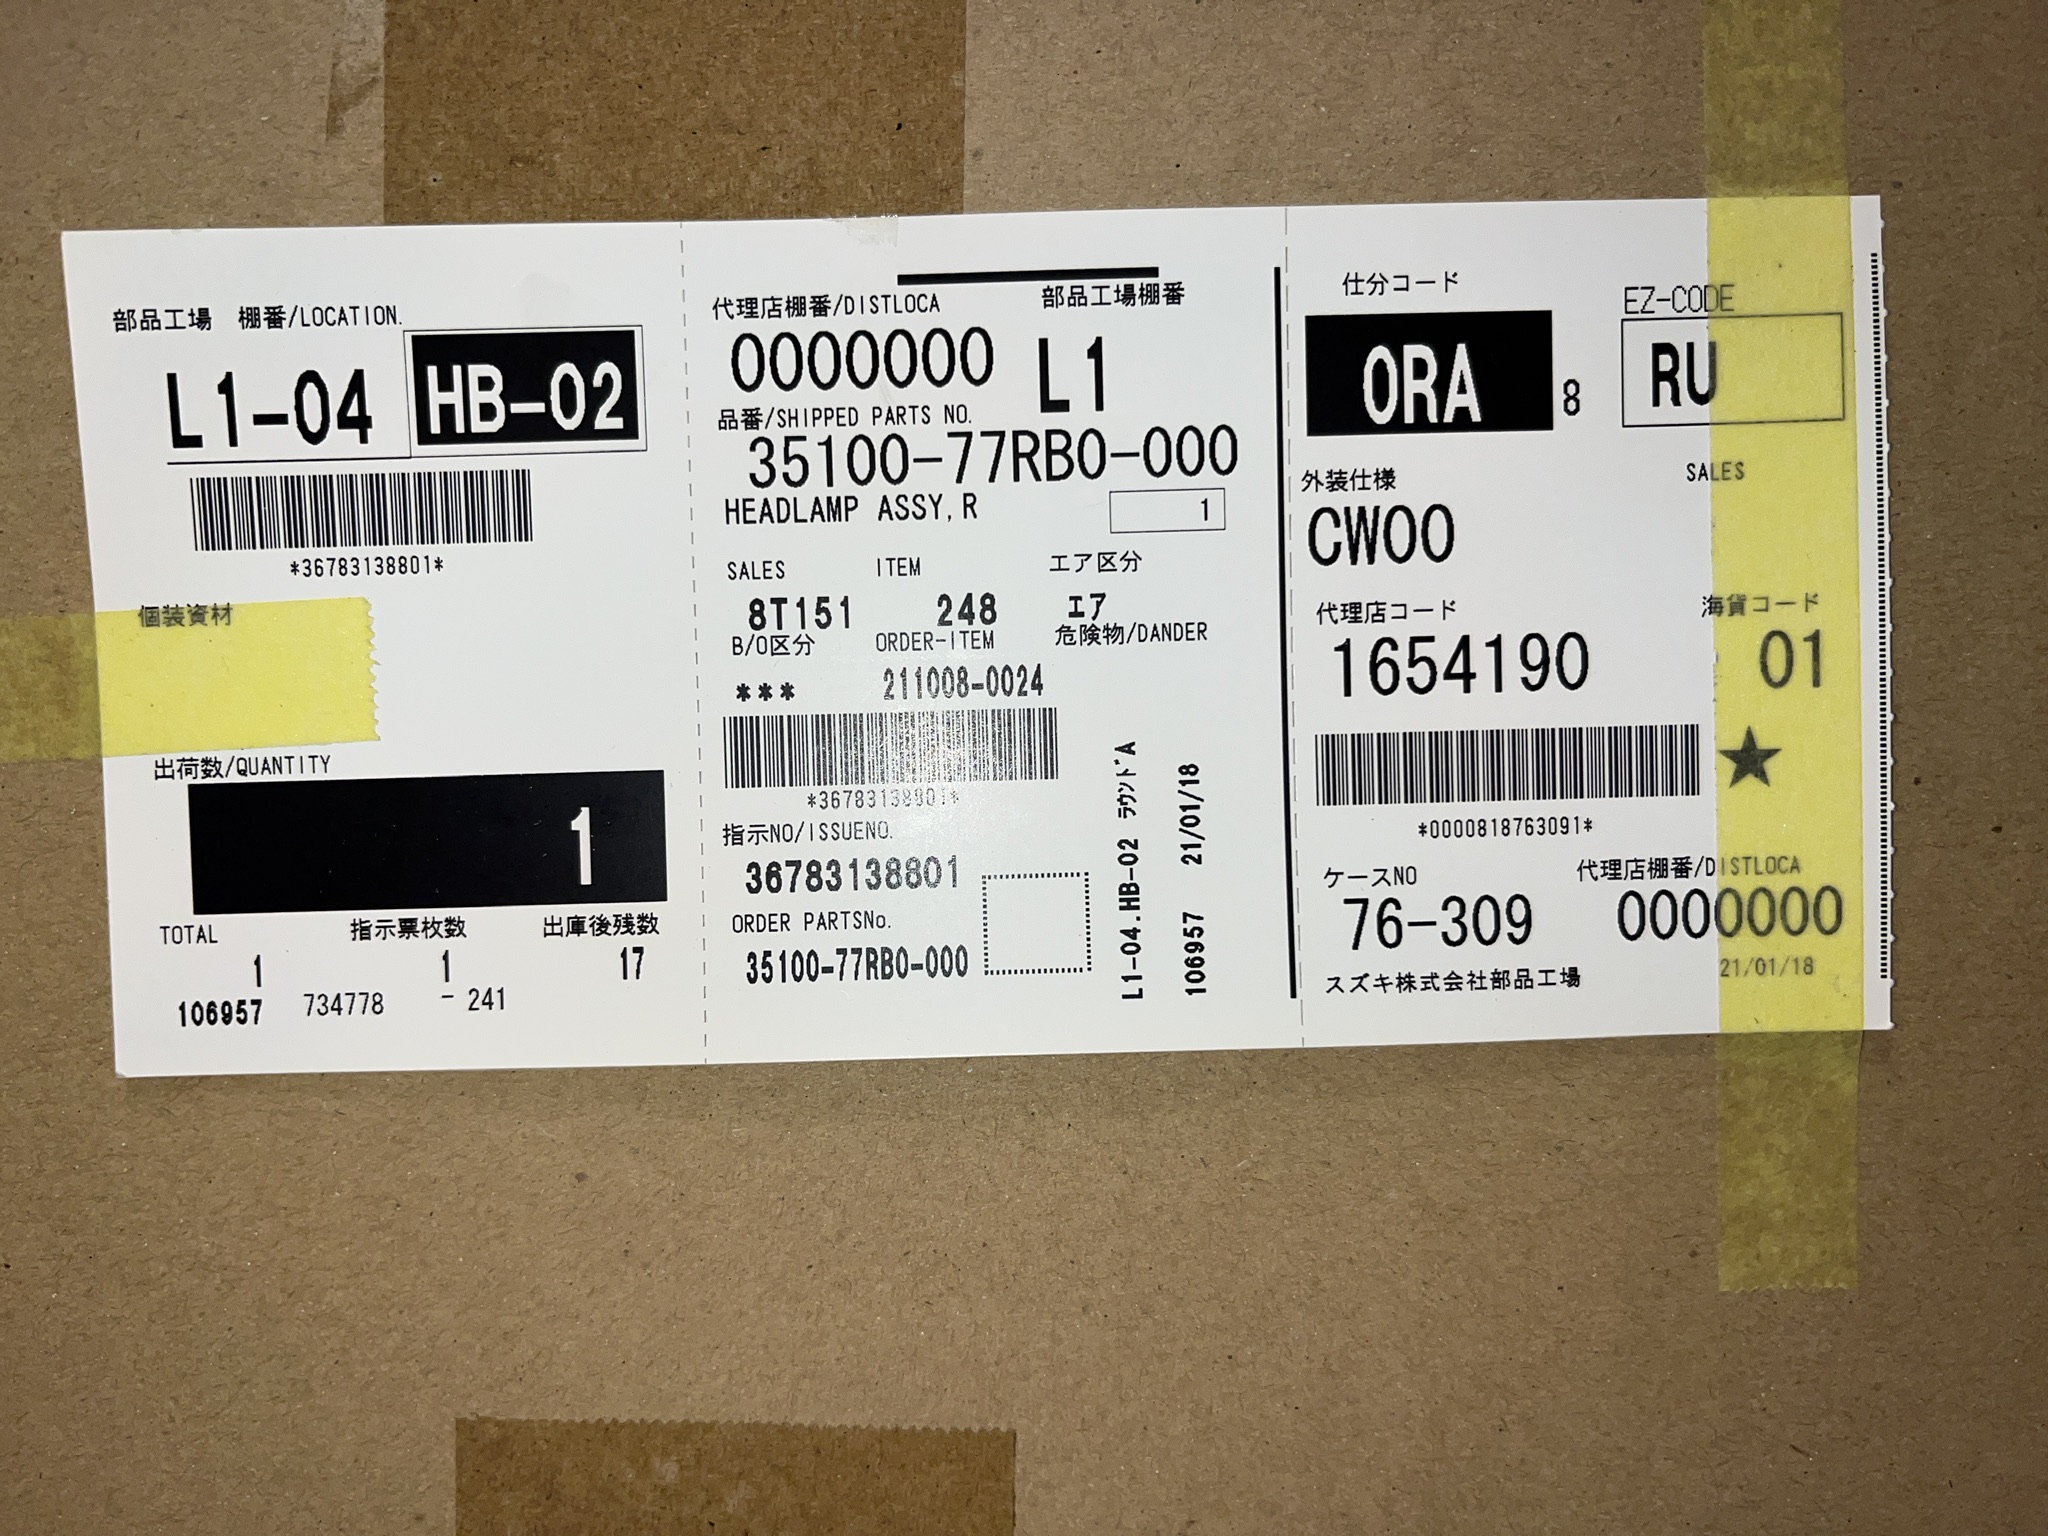 部品工場 棚番/LOCATION.
L1-04 HB-02
*36783138801*
個装資材
出荷数/QUANTITY
1
TOTAL 指示票枚数 出庫後残数
1 1 17
106957 734778 - 241
代理店棚番/DISTLOCA 部品工場棚番
0000000 L1
品番/SHIPPED PARTS NO.
35100-77RB0-000
HEADLAMP ASSY,R 1
SALES ITEM エア区分
8T151 248 エア
B/O区分 ORDER-ITEM 危険物/DANDER
*** 211008-0024
*36783138801*
指示NO/ISSUENO.
36783138801
ORDER PARTSNo.
35100-77RB0-000
L1-04.HB-02 ﾗｳﾝﾄﾞA
106957 21/01/18
仕分コード EZ-CODE
0RA 8 RU
外装仕様 SALES
CW00
代理店コード 海貨コード
1654190 01
★
*0000818763091*
ケースNO 代理店棚番/DISTLOCA
76-309 0000000
スズキ株式会社部品工場 21/01/18